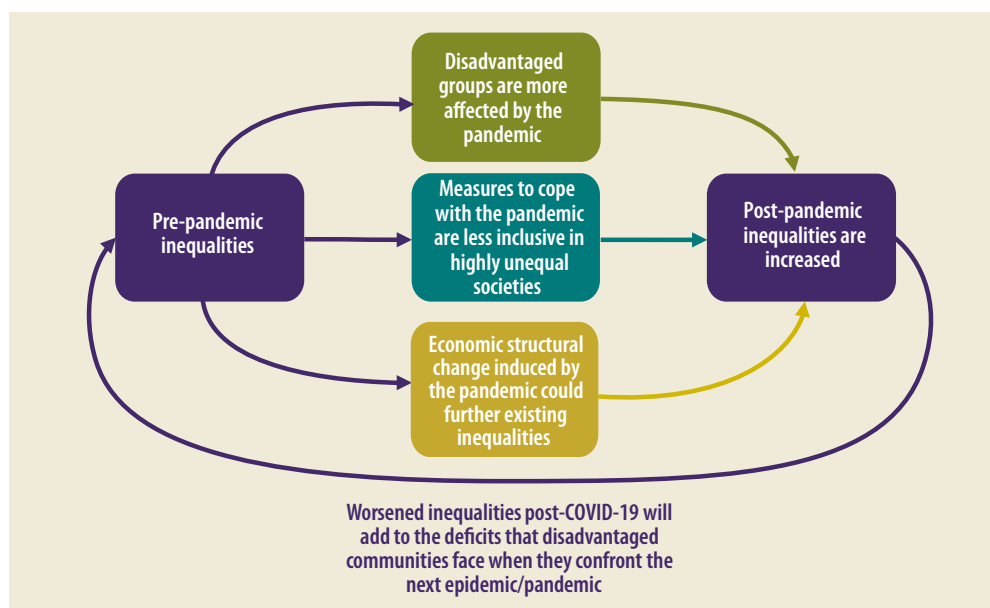 Disadvantaged
groups are more
affected by the
pandemic
Pre-pandemic
inequalities
Measures to cope
with the pandemic
are less inclusive in
highly unequal
societies
Post-pandemic
inequalities are
increased
Economic structural
change induced by
the pandemic could
further existing
inequalities
Worsened inequalities post-COVID-19 will
add to the deficits that disadvantaged
communities face when they confront the
next epidemic/pandemic